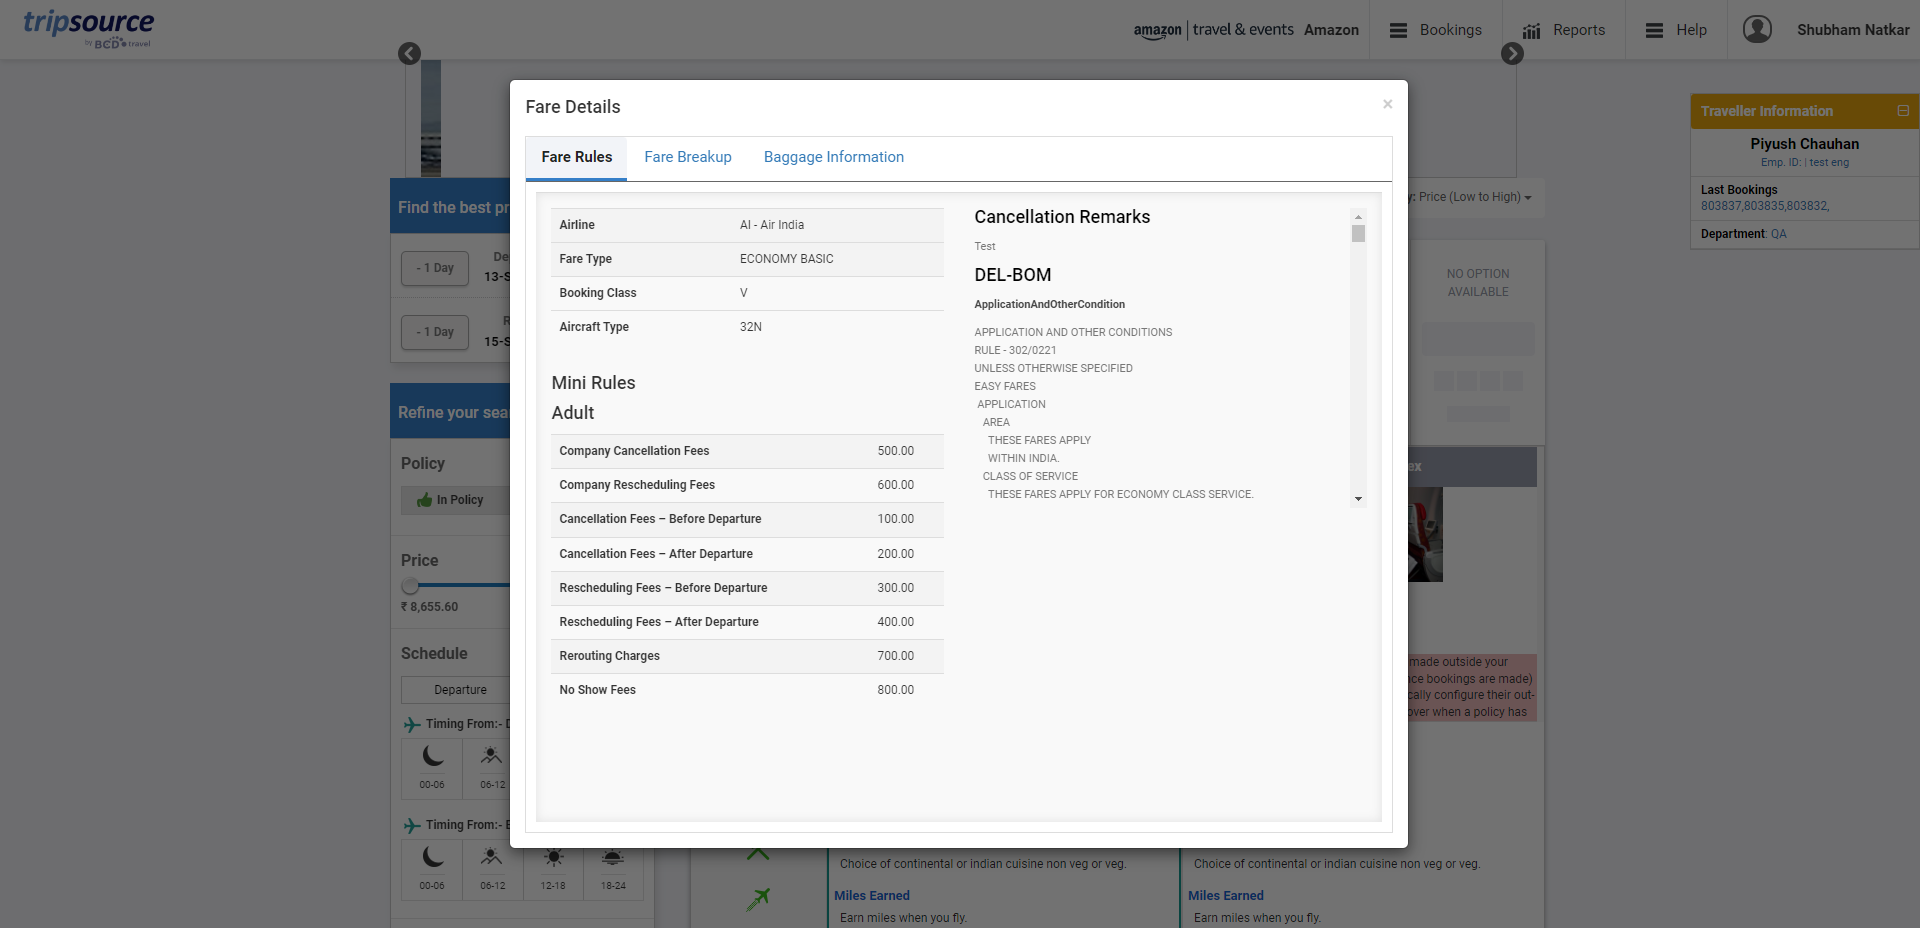 tripsource
by BCD travel
amazon | travel & events Amazon
Bookings
Reports
Help
Shubham Natkar
Fare Details
×
Fare Rules
Fare Breakup
Baggage Information
Airline AI - Air India
Fare Type ECONOMY BASIC
Booking Class V
Aircraft Type 32N
Mini Rules
Adult
Company Cancellation Fees 500.00
Company Rescheduling Fees 600.00
Cancellation Fees – Before Departure 100.00
Cancellation Fees – After Departure 200.00
Rescheduling Fees – Before Departure 300.00
Rescheduling Fees – After Departure 400.00
Rerouting Charges 700.00
No Show Fees 800.00
Cancellation Remarks
Test
DEL-BOM
ApplicationAndOtherCondition
APPLICATION AND OTHER CONDITIONS
RULE - 302/0221
UNLESS OTHERWISE SPECIFIED
EASY FARES
APPLICATION
AREA
THESE FARES APPLY
WITHIN INDIA.
CLASS OF SERVICE
THESE FARES APPLY FOR ECONOMY CLASS SERVICE.
Traveller Information
Piyush Chauhan
Emp. ID: | test eng
Last Bookings
803837,803835,803832,
Department: QA
Find the best
- 1 Day
13-S
- 1 Day
15-S
Refine your
Policy
In Policy
Price
₹ 8,655.60
Schedule
Departure
Timing From:-
00-06
06-12
Timing From:-
00-06
06-12
12-18
18-24
Price (Low to High)
NO OPTION
AVAILABLE
made outside your
bookings are made)
configure their out-
over when a policy has
Choice of continental or indian cuisine non veg or veg.
Miles Earned
Earn miles when you fly.
Choice of continental or indian cuisine non veg or veg.
Miles Earned
Earn miles when you fly.